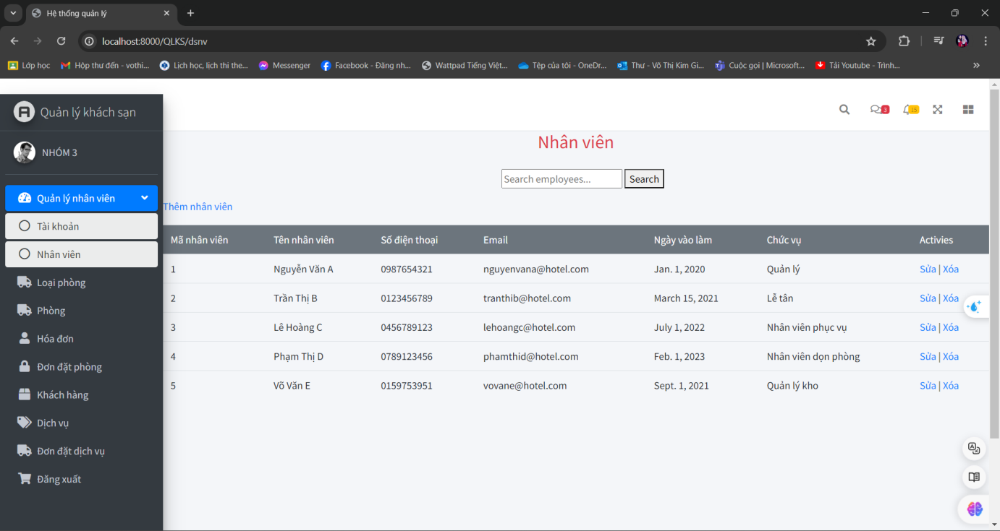 Hệ thống quản lý
localhost:8000/QLKS/dsnv
Lớp học Hộp thư đến - vothi... Lịch học, lịch thi the... Messenger Facebook - Đăng nh... Wattpad Tiếng Việt... Tệp của tôi - OneDr... Thư - Võ Thị Kim Gi... Cuộc gọi | Microsoft... Tải Youtube - Trình...
Quản lý khách sạn
3 15
NHÓM 3
Quản lý nhân viên
Tài khoản
Nhân viên
Loại phòng
Phòng
Hóa đơn
Đơn đặt phòng
Khách hàng
Dịch vụ
Đơn đặt dịch vụ
Đăng xuất
Nhân viên
Search employees... Search
Thêm nhân viên
Mã nhân viên Tên nhân viên Số điện thoại Email Ngày vào làm Chức vụ Activies
1 Nguyễn Văn A 0987654321 nguyenvana@hotel.com Jan. 1, 2020 Quản lý Sửa | Xóa
2 Trần Thị B 0123456789 tranthib@hotel.com March 15, 2021 Lễ tân Sửa | Xóa
3 Lê Hoàng C 0456789123 lehoangc@hotel.com July 1, 2022 Nhân viên phục vụ Sửa | Xóa
4 Phạm Thị D 0789123456 phamthid@hotel.com Feb. 1, 2023 Nhân viên dọn phòng Sửa | Xóa
5 Võ Văn E 0159753951 vovane@hotel.com Sept. 1, 2021 Quản lý kho Sửa | Xóa